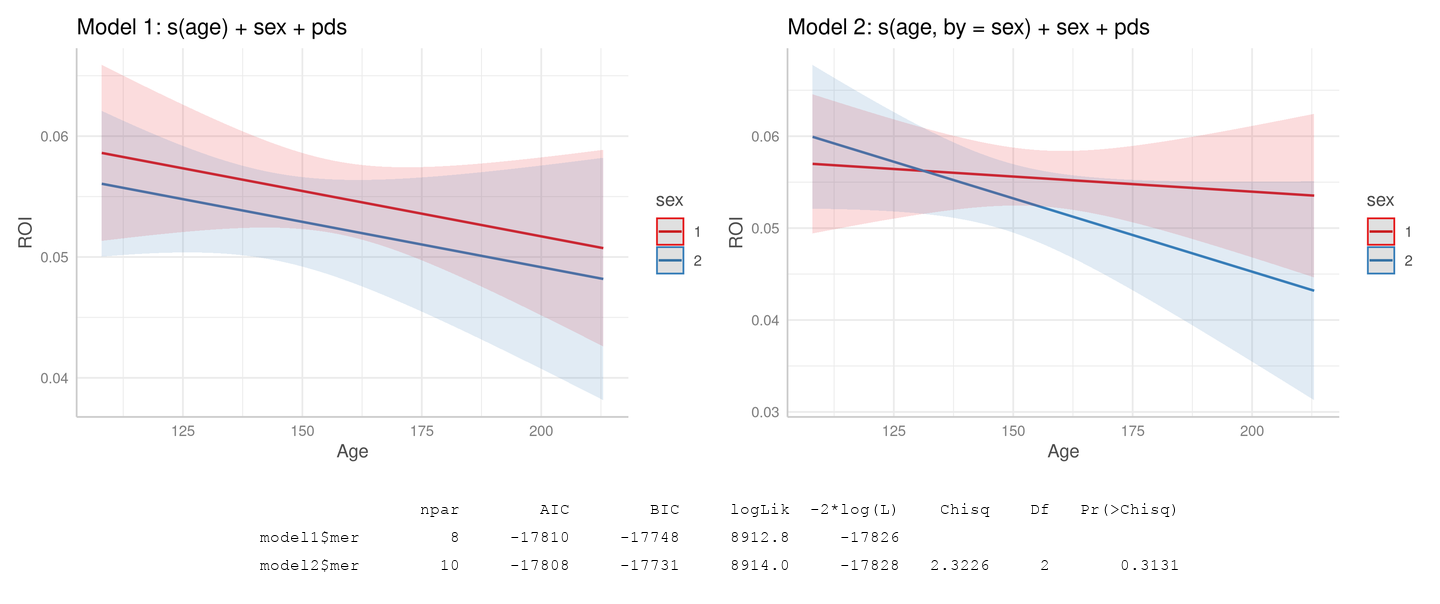 Model 1: s(age) + sex + pds
0.06
0.05
0.04
ROI
125 150 175 200
Age
sex
1
2
Model 2: s(age, by = sex) + sex + pds
0.06
0.05
0.04
0.03
ROI
125 150 175 200
Age
sex
1
2
npar AIC BIC logLik -2*log(L) Chisq Df Pr(>Chisq)
model1$mer 8 -17810 -17748 8912.8 -17826
model2$mer 10 -17808 -17731 8914.0 -17828 2.3226 2 0.3131